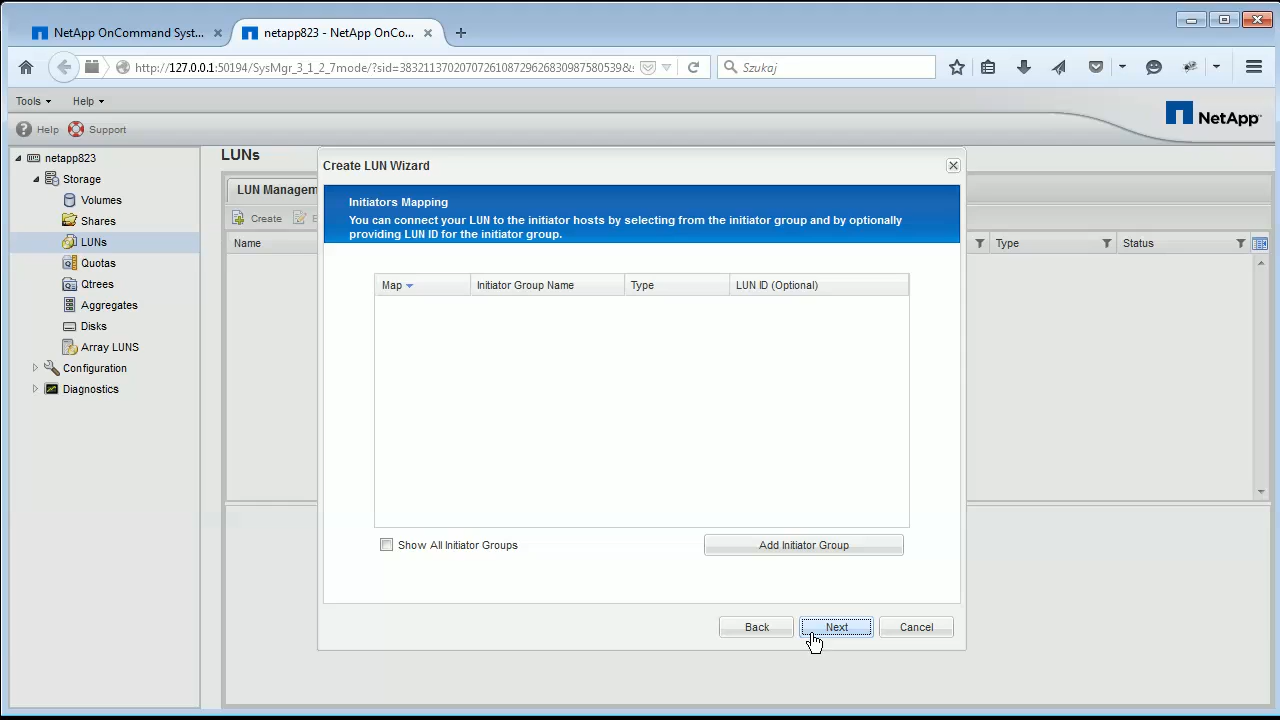 NetApp OnCommand Syst...
netapp823 - NetApp OnCo...
http://127.0.0.1:50194/SysMgr_3_1_2_7mode/?sid=3832113702070726108729626830987580539&s
Szukaj
Tools
Help
NetApp
Help
Support
netapp823
Storage
Volumes
Shares
LUNs
Quotas
Qtrees
Aggregates
Disks
Array LUNS
Configuration
Diagnostics
LUNs
LUN Managem
Create
Name
Type
Status
Create LUN Wizard
Initiators Mapping
You can connect your LUN to the initiator hosts by selecting from the initiator group and by optionally
providing LUN ID for the initiator group.
Map
Initiator Group Name
Type
LUN ID (Optional)
Show All Initiator Groups
Add Initiator Group
Back
Next
Cancel